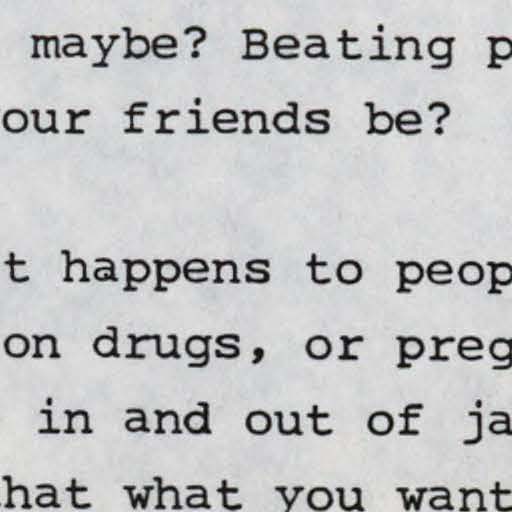 maybe? Beating p
our friends be?
t happens to peop
on drugs, or preg
in and out of ja
hat what you want